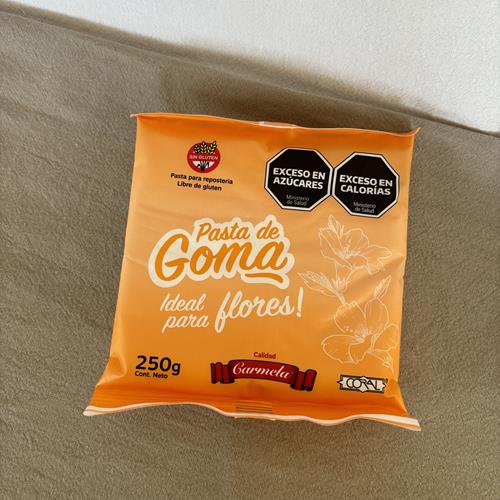 SIN GLUTEN
Pasta para repostería
Libre de gluten
EXCESO EN
AZÚCARES
Ministerio
de Salud
EXCESO EN
CALORÍAS
Ministerio
de Salud
Pasta de
Goma
Ideal
para flores!
250g
Cont. Neto
Calidad
Carmela
CORAL